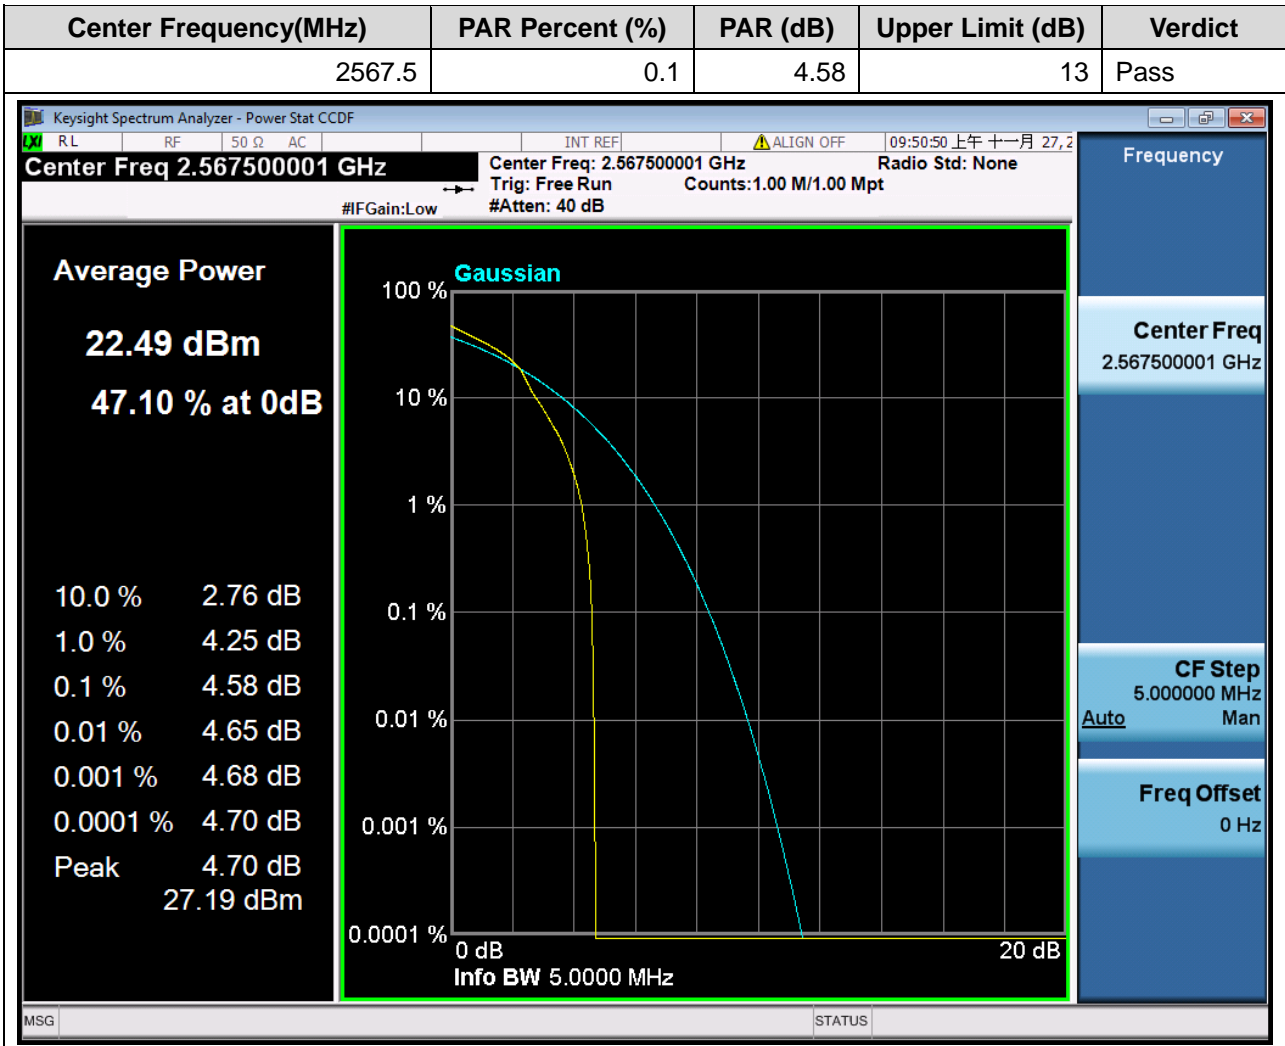 Center Frequency(MHz) PAR Percent (%) PAR (dB) Upper Limit (dB) Verdict
2567.5 0.1 4.58 13 Pass
Keysight Spectrum Analyzer - Power Stat CCDF
LXI RL RF 50 Ω AC INT REF ALIGN OFF 09:50:50 上午 十一月 27, 2
Center Freq 2.567500001 GHz
Center Freq: 2.567500001 GHz Radio Std: None
Trig: Free Run Counts:1.00 M/1.00 Mpt
#IFGain:Low #Atten: 40 dB
Average Power
22.49 dBm
47.10 % at 0dB
10.0 % 2.76 dB
1.0 % 4.25 dB
0.1 % 4.58 dB
0.01 % 4.65 dB
0.001 % 4.68 dB
0.0001 % 4.70 dB
Peak 4.70 dB
27.19 dBm
Gaussian
100 %
10 %
1 %
0.1 %
0.01 %
0.001 %
0.0001 %
0 dB 20 dB
Info BW 5.0000 MHz
Frequency
Center Freq
2.567500001 GHz
CF Step
5.000000 MHz
Auto Man
Freq Offset
0 Hz
MSG STATUS